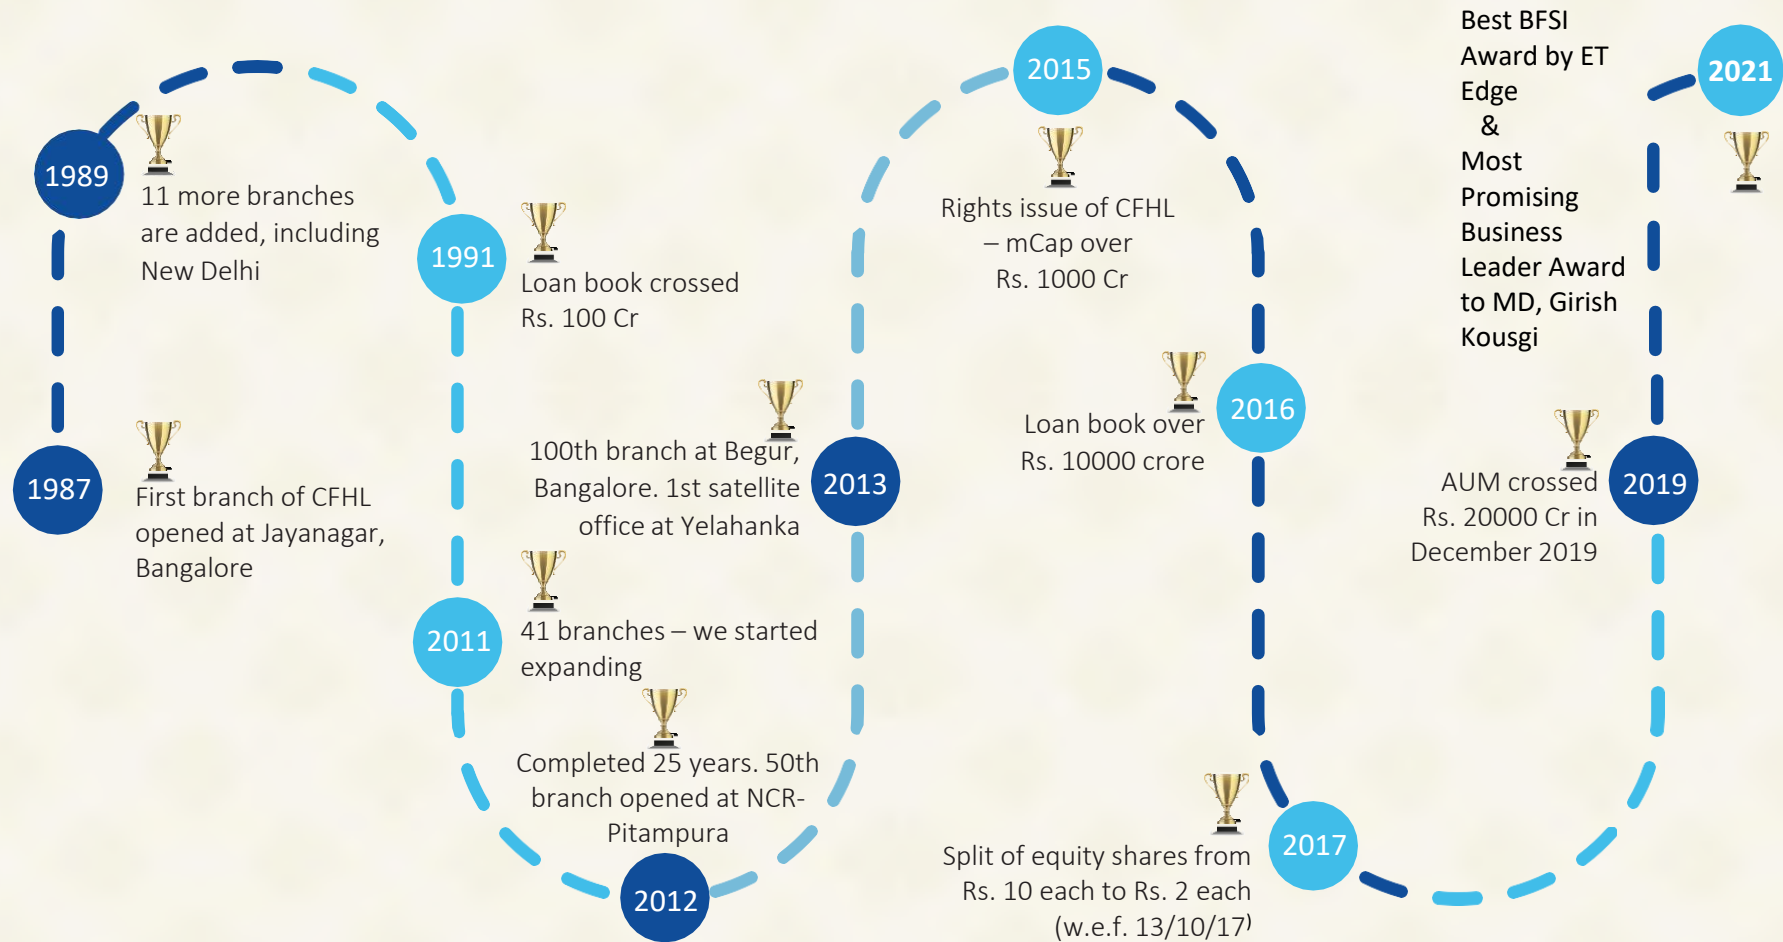 1987
First branch of CFHL
opened at Jayanagar,
Bangalore
1989
11 more branches
are added, including
New Delhi
1991
Loan book crossed
Rs. 100 Cr
2011
41 branches – we started
expanding
2012
Completed 25 years. 50th
branch opened at NCR-
Pitampura
2013
100th branch at Begur,
Bangalore. 1st satellite
office at Yelahanka
2015
Rights issue of CFHL
– mCap over
Rs. 1000 Cr
2016
Loan book over
Rs. 10000 crore
2017
Split of equity shares from
Rs. 10 each to Rs. 2 each
(w.e.f. 13/10/17)
2019
AUM crossed
Rs. 20000 Cr in
December 2019
2021
Best BFSI
Award by ET
Edge
&
Most
Promising
Business
Leader Award
to MD, Girish
Kousgi